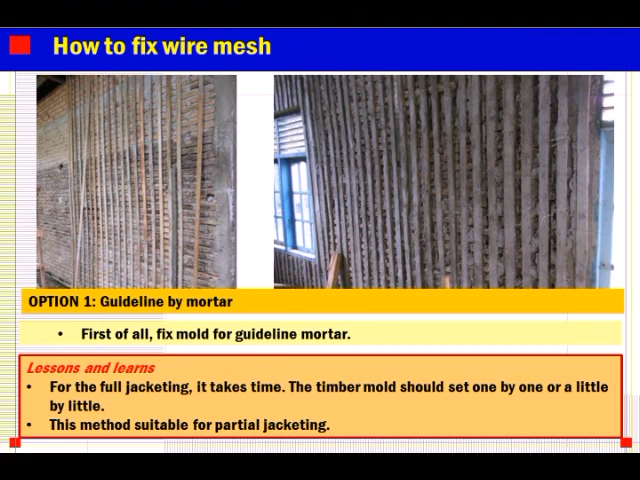 How to fix wire mesh
OPTION 1: Guideline by mortar
• First of all, fix mold for guideline mortar.
Lessons and learns
• For the full jacketing, it takes time. The timber mold should set one by one or a little
by little.
• This method suitable for partial jacketing.